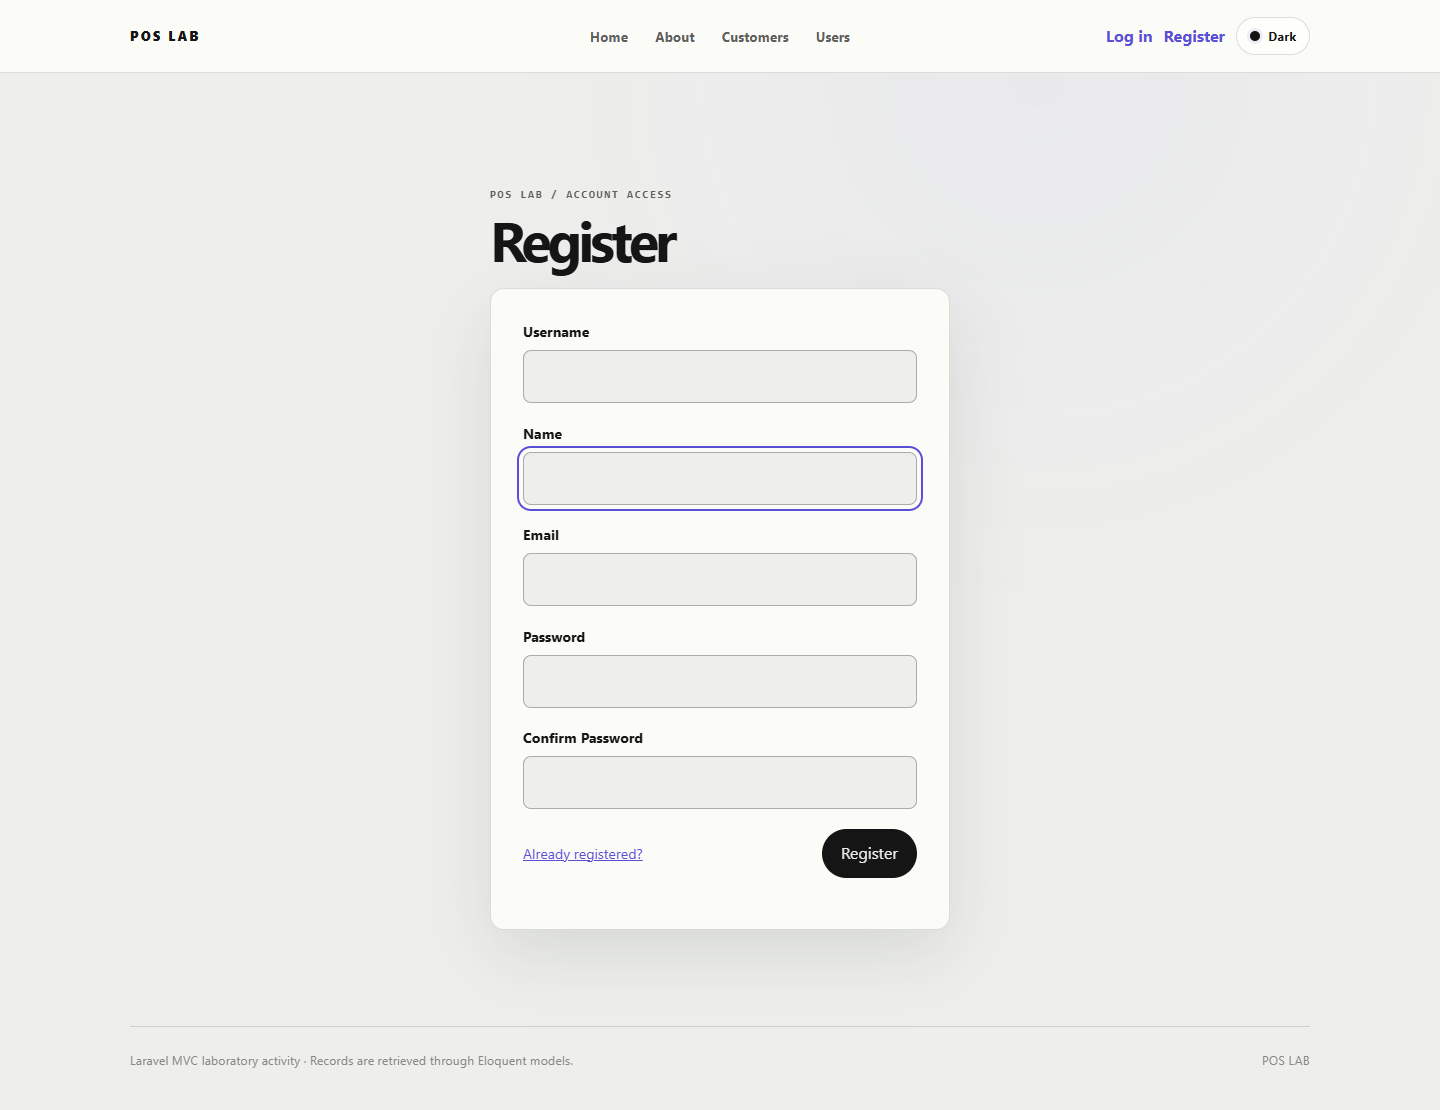 POS LAB
Home About Customers Users
Log in Register Dark
POS LAB / ACCOUNT ACCESS
Register
Username
Name
Email
Password
Confirm Password
Already registered? Register
Laravel MVC laboratory activity · Records are retrieved through Eloquent models.
POS LAB